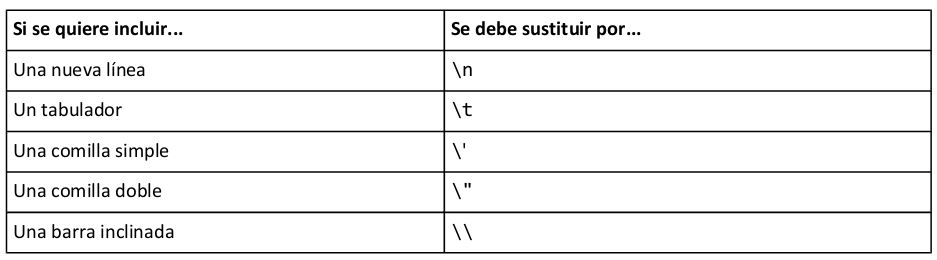 Si se quiere incluir... Se debe sustituir por...
Una nueva línea \n
Un tabulador \t
Una comilla simple \'
Una comilla doble \"
Una barra inclinada \\